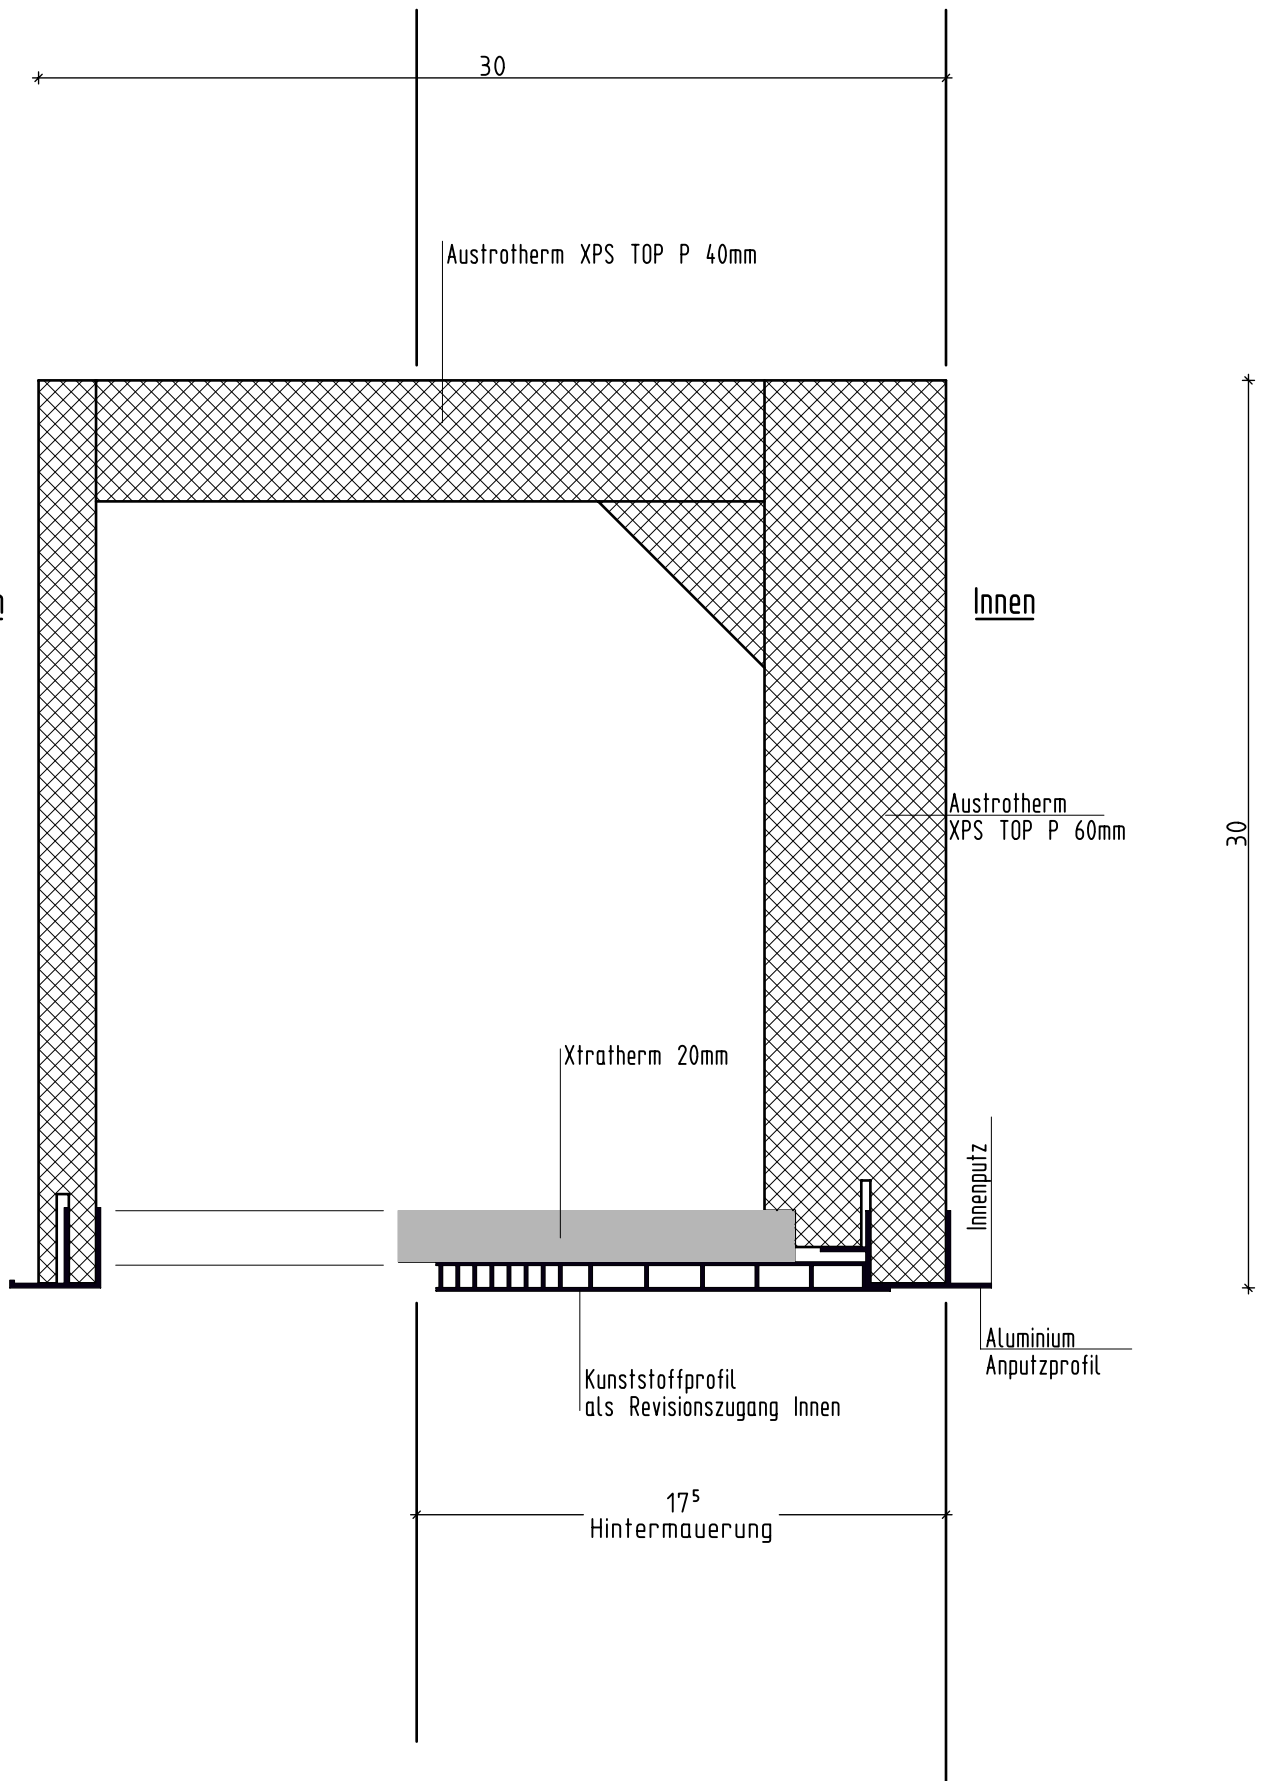 30
Austrotherm XPS TOP P 40mm
Innen
Austrotherm
XPS TOP P 60mm
30
Xtratherm 20mm
Innenputz
Aluminium
Anputzprofil
Kunststoffprofil
als Revisionszugang Innen
17⁵
Hintermauerung